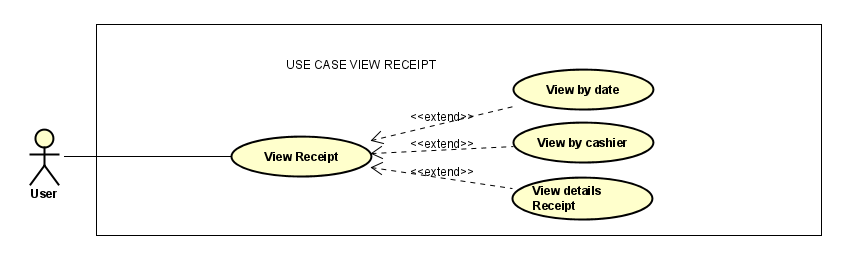 USE CASE VIEW RECEIPT
View by date
<<extend>>
View by cashier
<<extend>>
View Receipt
<<extend>>
User
View details
Receipt